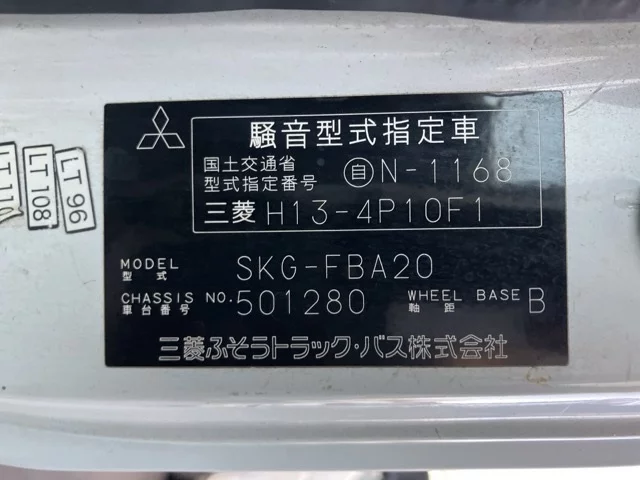 騒音型式指定車
国土交通省
型式指定番号 自N-1168
三菱 H13-4P10F1
MODEL
型式 SKG-FBA20
CHASSIS NO. 501280 WHEEL BASE B
車台番号 軸距
三菱ふそうトラック・バス株式会社
LT 96
LT 108